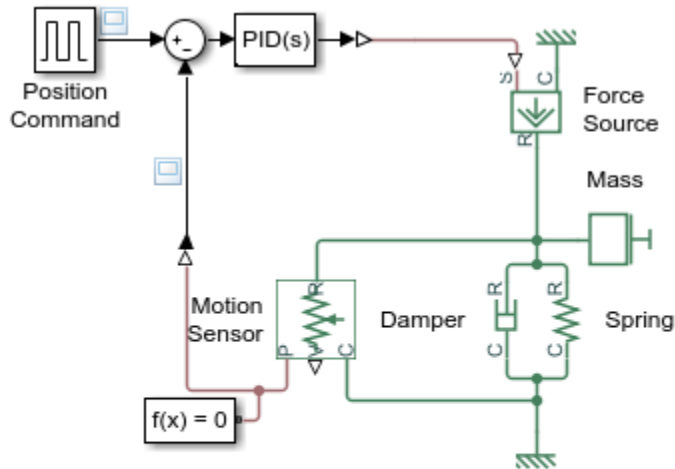 PID(s)
Position
Command
S
C
R
Force
Source
Mass
Motion
Sensor
R
P
V
C
Damper
R
C
R
C
Spring
f(x) = 0